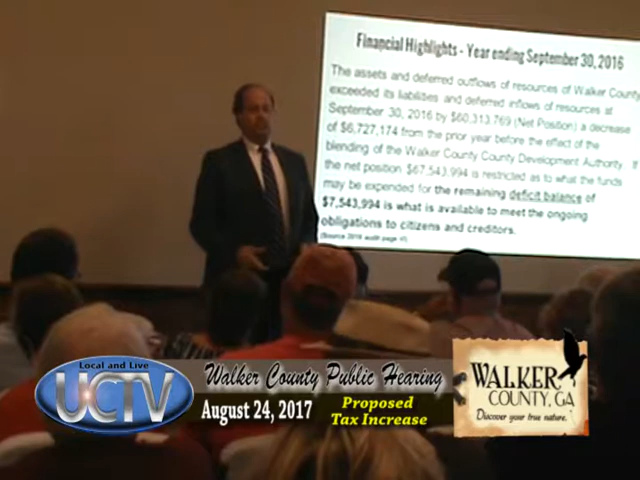 Financial Highlights - Year ending September 30, 2016
The assets and deferred outflows of resources of Walker County
exceeded its liabilities and deferred inflows of resources at
September 30, 2016 by $60,313,769 (Net Position) a decrease
of $6,727,174 from the prior year before the effect of the
blending of the Walker County County Development Authority. If
the net position $67,543,994 is restricted as to what the funds
may be expended for the remaining deficit balance of
$7,543,994 is what is available to meet the ongoing
obligations to citizens and creditors.
(Source 2016 audit page
Local and Live
UCTV
Walker County Public Hearing
August 24, 2017
Proposed
Tax Increase
WALKER
COUNTY, GA
Discover your true nature.